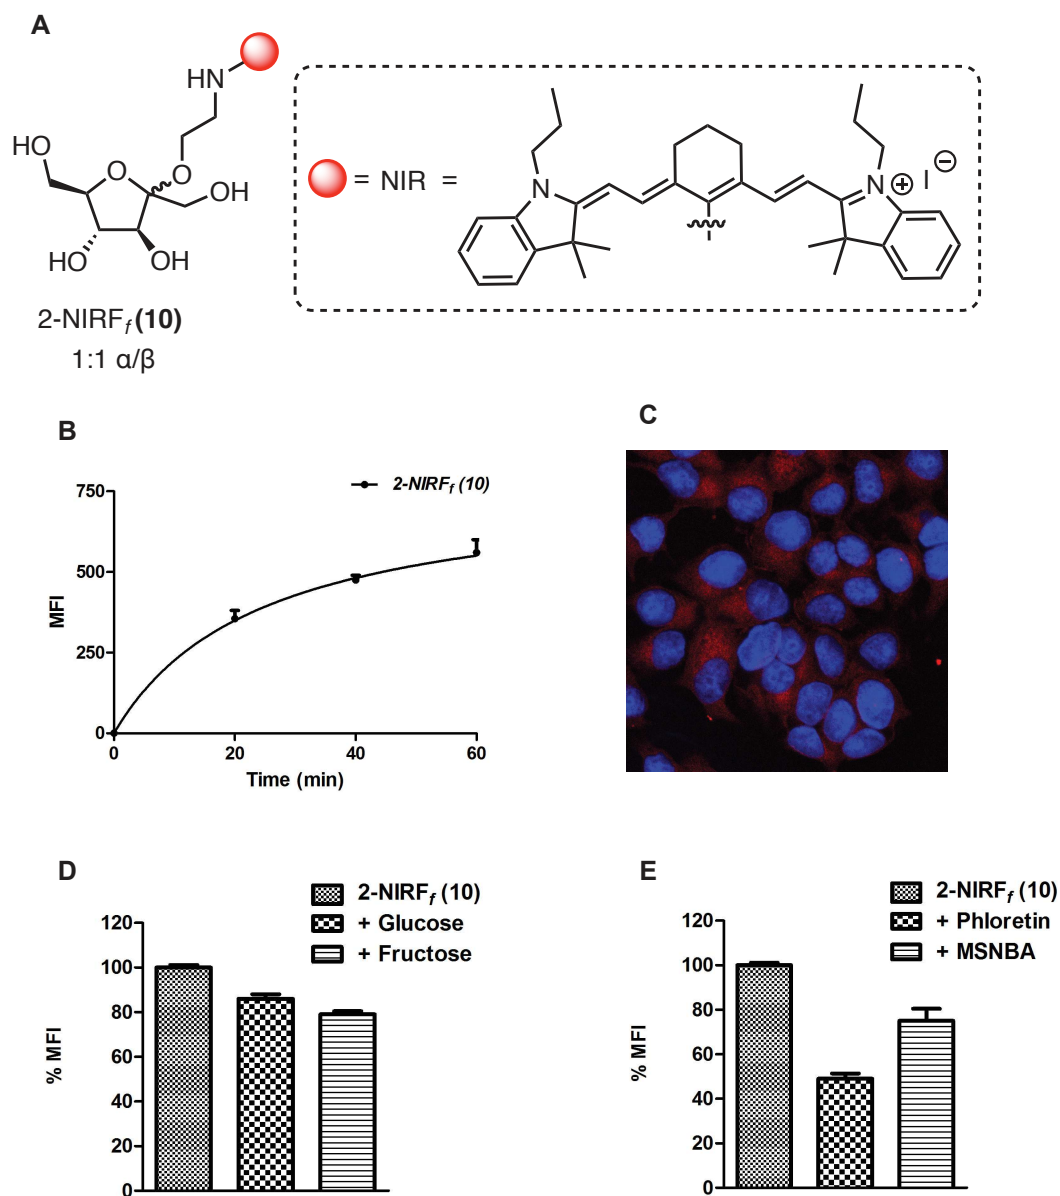 A
HN
HO
O
O
OH
HO
OH
2-NIRFf (10)
1:1 α/β
= NIR =
N
N
+
I
−
B
2-NIRFf (10)
MFI
750
500
250
0
0 20 40 60
Time (min)
C
D
2-NIRFf (10)
+ Glucose
+ Fructose
% MFI
120
100
80
60
40
20
0
E
2-NIRFf (10)
+ Phloretin
+ MSNBA
% MFI
120
100
80
60
40
20
0